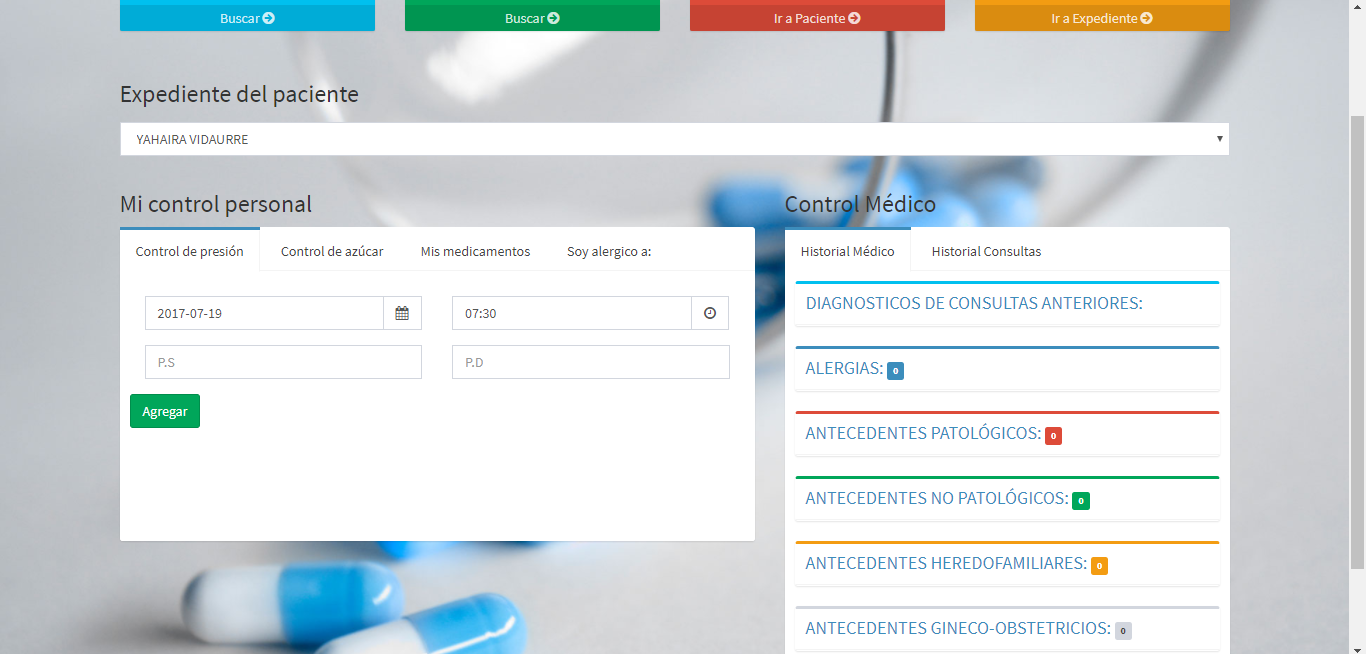 Buscar
Buscar
Ir a Paciente
Ir a Expediente
Expediente del paciente
YAHAIRA VIDAURRE
Mi control personal
Control de presión
Control de azúcar
Mis medicamentos
Soy alergico a:
2017-07-19
07:30
P.S
P.D
Agregar
Control Médico
Historial Médico
Historial Consultas
DIAGNOSTICOS DE CONSULTAS ANTERIORES:
ALERGIAS: 0
ANTECEDENTES PATOLÓGICOS: 0
ANTECEDENTES NO PATOLÓGICOS: 0
ANTECEDENTES HEREDOFAMILIARES: 0
ANTECEDENTES GINECO-OBSTETRICIOS: 0